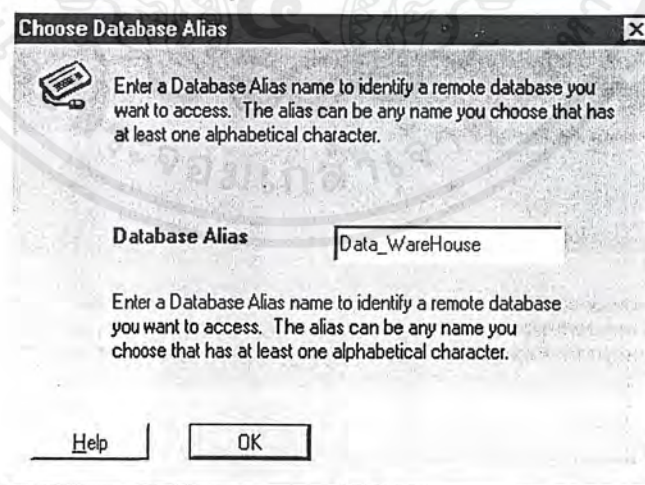 Choose Database Alias
Enter a Database Alias name to identify a remote database you
want to access. The alias can be any name you choose that has
at least one alphabetical character.
Database Alias
Data_WareHouse
Enter a Database Alias name to identify a remote database
you want to access. The alias can be any name you
choose that has at least one alphabetical character.
Help
OK